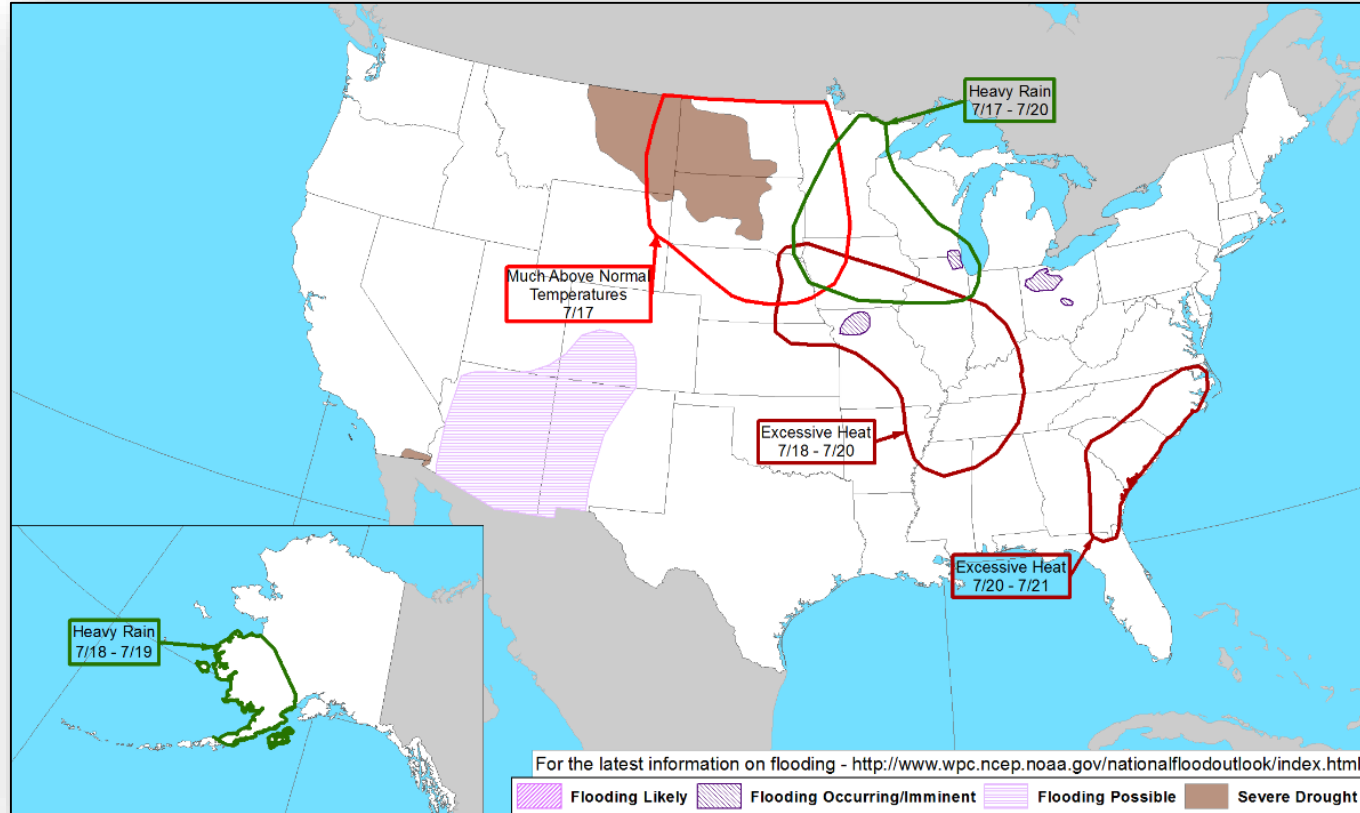 Heavy Rain
7/17 - 7/20
Much Above Normal
Temperatures
7/17
Excessive Heat
7/18 - 7/20
Excessive Heat
7/20 - 7/21
Heavy Rain
7/18 - 7/19
For the latest information on flooding - http://www.wpc.ncep.noaa.gov/nationalfloodoutlook/index.html
Flooding Likely Flooding Occurring/Imminent Flooding Possible Severe Drought